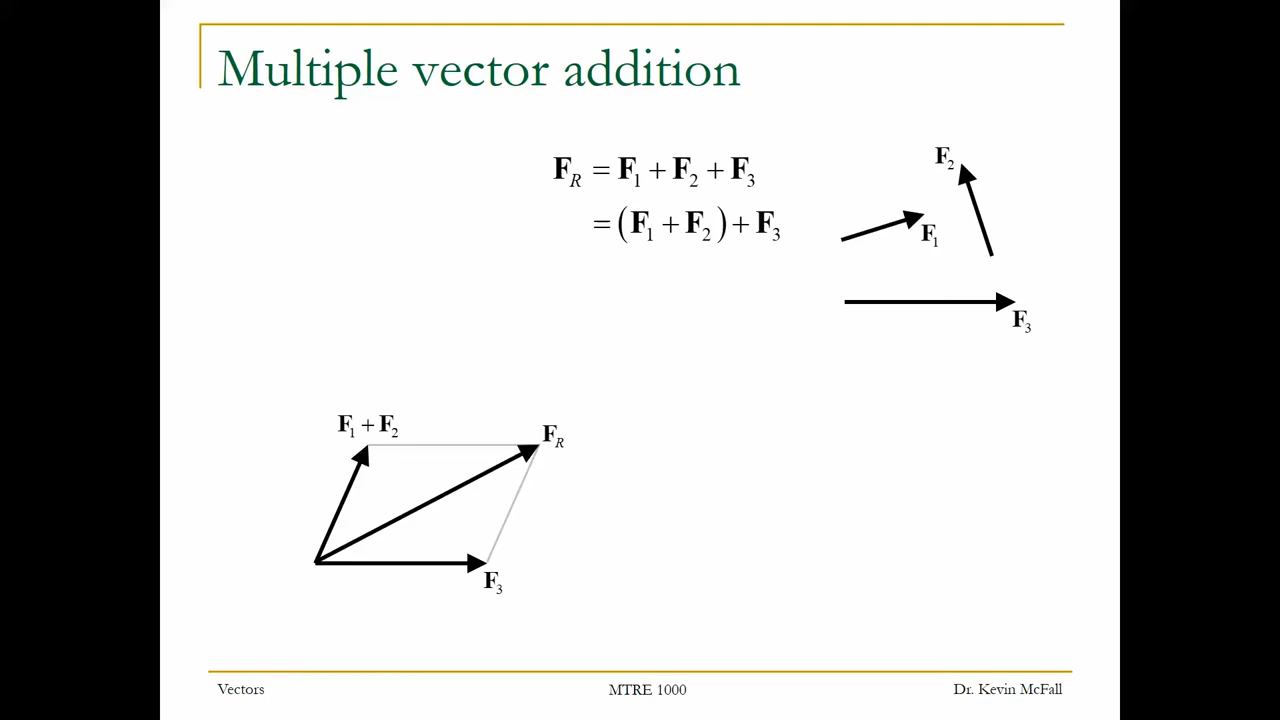 Multiple vector addition
F_R = F_1 + F_2 + F_3
= (F_1 + F_2) + F_3
F_2
F_1
F_3
F_1 + F_2
F_R
F_3
Vectors
MTRE 1000
Dr. Kevin McFall